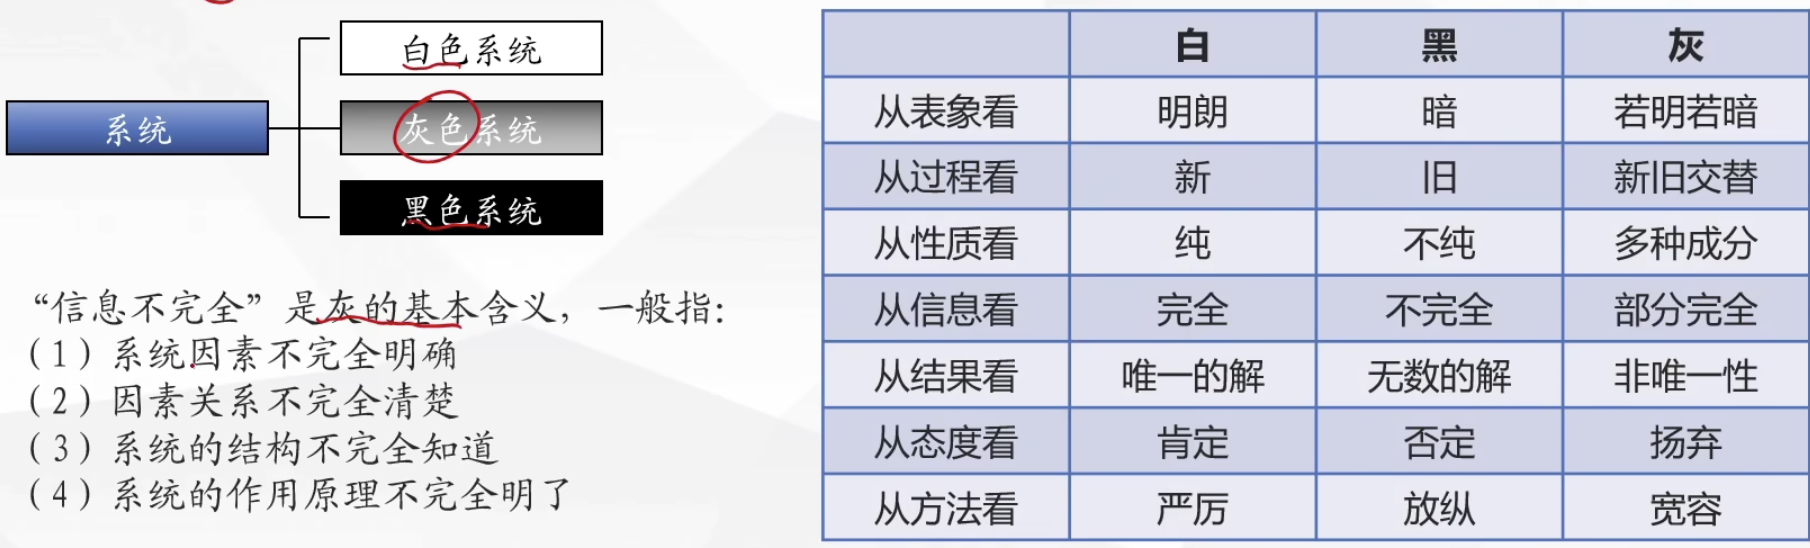 系统
白色系统
灰色系统
黑色系统
“信息不完全”是灰的基本含义，一般指：
（1）系统因素不完全明确
（2）因素关系不完全清楚
（3）系统的结构不完全知道
（4）系统的作用原理不完全明了
白 黑 灰
从表象看 明朗 暗 若明若暗
从过程看 新 旧 新旧交替
从性质看 纯 不纯 多种成分
从信息看 完全 不完全 部分完全
从结果看 唯一的解 无数的解 非唯一性
从态度看 肯定 否定 扬弃
从方法看 严厉 放纵 宽容